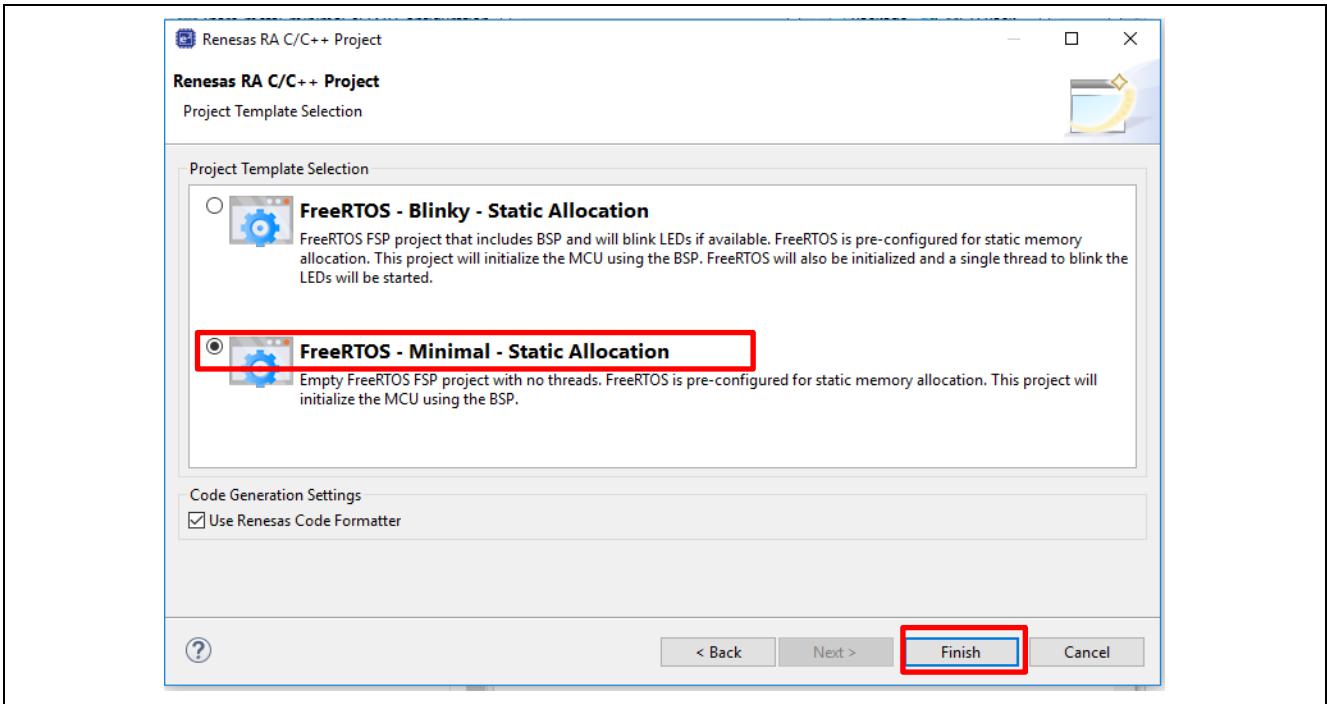 Renesas RA C/C++ Project
Renesas RA C/C++ Project
Project Template Selection
Project Template Selection
FreeRTOS - Blinky - Static Allocation
FreeRTOS FSP project that includes BSP and will blink LEDs if available. FreeRTOS is pre-configured for static memory
allocation. This project will initialize the MCU using the BSP. FreeRTOS will also be initialized and a single thread to blink the
LEDs will be started.
FreeRTOS - Minimal - Static Allocation
Empty FreeRTOS FSP project with no threads. FreeRTOS is pre-configured for static memory allocation. This project will
initialize the MCU using the BSP.
Code Generation Settings
Use Renesas Code Formatter
? < Back Next > Finish Cancel